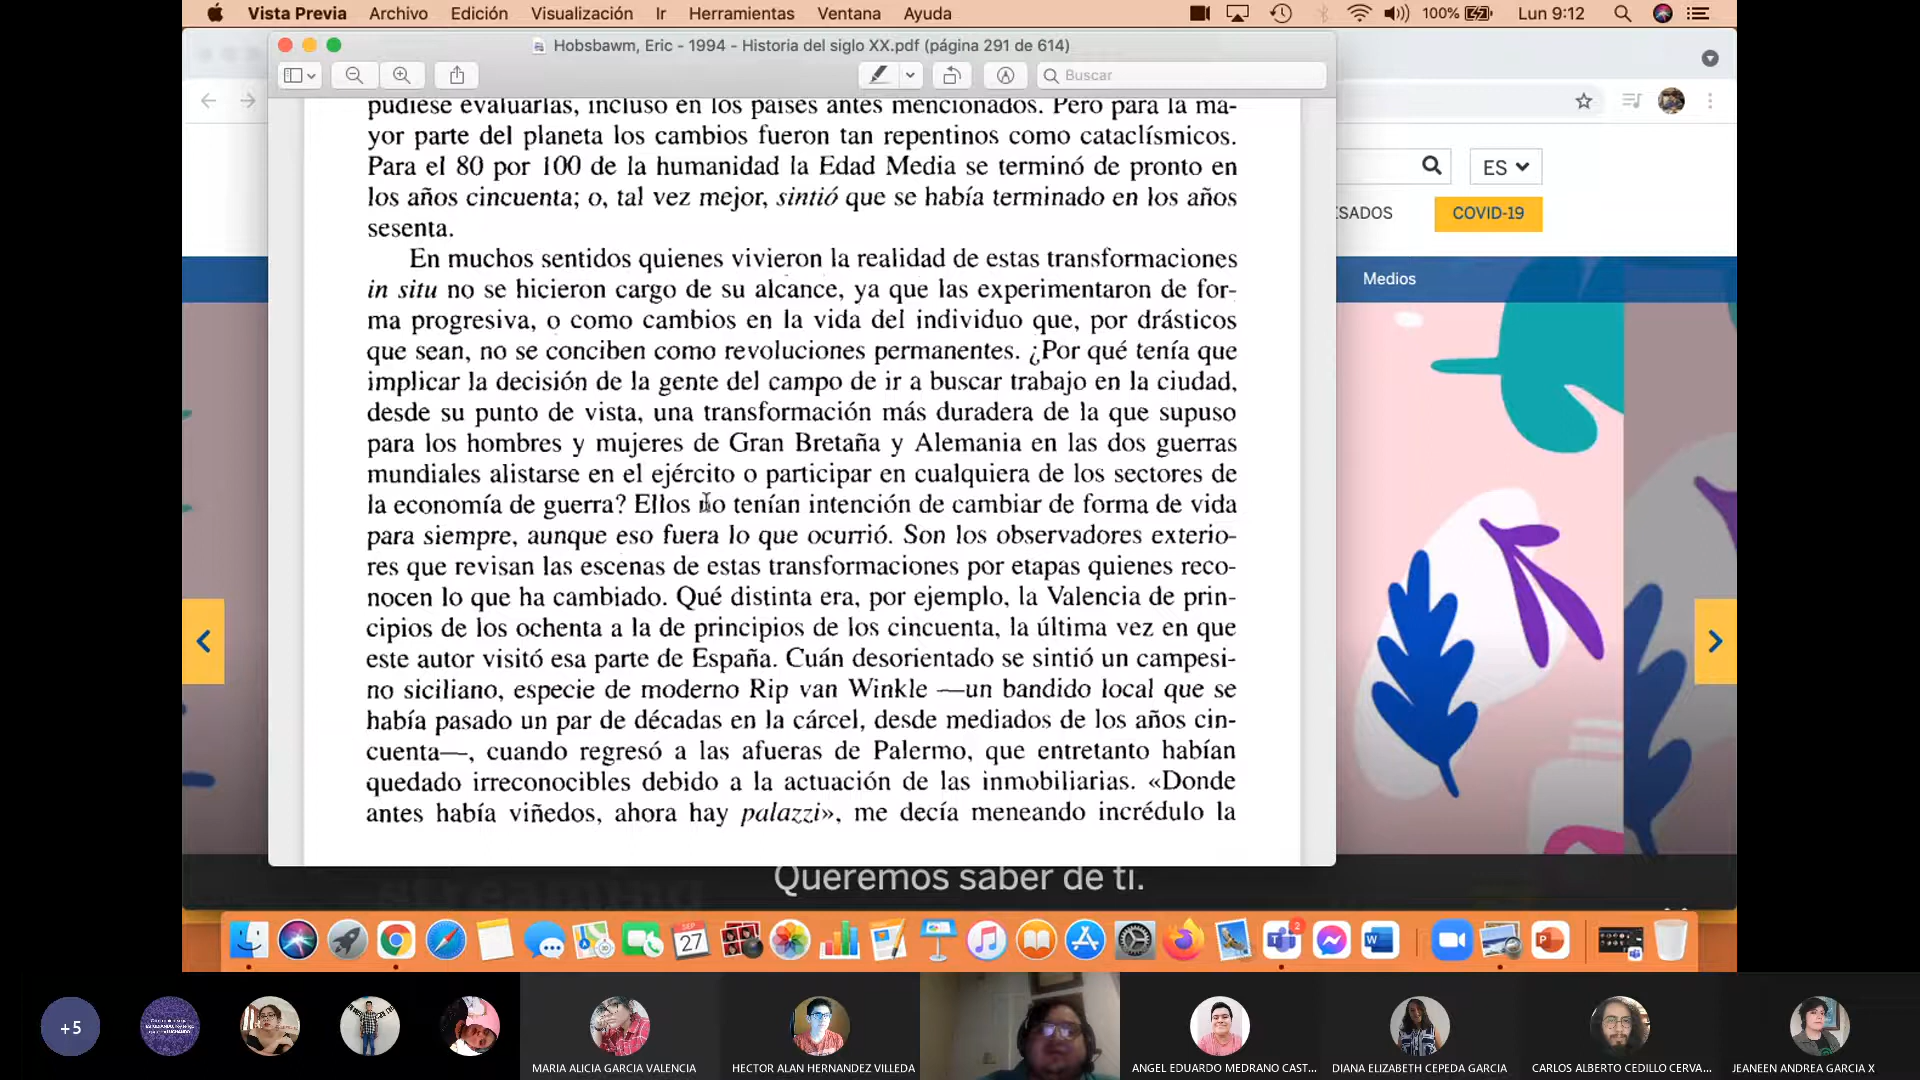 Vista Previa Archivo Edición Visualización Ir Herramientas Ventana Ayuda 100% Lun 9:12
Hobsbawm, Eric - 1994 - Historia del siglo XX.pdf (página 291 de 614)
Buscar
pudiese evaluarlas, incluso en los países antes mencionados. Pero para la ma-
yor parte del planeta los cambios fueron tan repentinos como cataclísmicos.
Para el 80 por 100 de la humanidad la Edad Media se terminó de pronto en
los años cincuenta; o, tal vez mejor, sintió que se había terminado en los años
sesenta.
En muchos sentidos quienes vivieron la realidad de estas transformaciones
in situ no se hicieron cargo de su alcance, ya que las experimentaron de for-
ma progresiva, o como cambios en la vida del individuo que, por drásticos
que sean, no se conciben como revoluciones permanentes. ¿Por qué tenía que
implicar la decisión de la gente del campo de ir a buscar trabajo en la ciudad,
desde su punto de vista, una transformación más duradera de la que supuso
para los hombres y mujeres de Gran Bretaña y Alemania en las dos guerras
mundiales alistarse en el ejército o participar en cualquiera de los sectores de
la economía de guerra? Ellos no tenían intención de cambiar de forma de vida
para siempre, aunque eso fuera lo que ocurrió. Son los observadores exterio-
res que revisan las escenas de estas transformaciones por etapas quienes reco-
nocen lo que ha cambiado. Qué distinta era, por ejemplo, la Valencia de prin-
cipios de los ochenta a la de principios de los cincuenta, la última vez en que
este autor visitó esa parte de España. Cuán desorientado se sintió un campesi-
no siciliano, especie de moderno Rip van Winkle —un bandido local que se
había pasado un par de décadas en la cárcel, desde mediados de los años cin-
cuenta—, cuando regresó a las afueras de Palermo, que entretanto habían
quedado irreconocibles debido a la actuación de las inmobiliarias. «Donde
antes había viñedos, ahora hay palazzi», me decía meneando incrédulo la
ES
ESADOS COVID-19
Medios
streaming
Queremos saber de ti.
SEP
27
2
+5
MARIA ALICIA GARCIA VALENCIA
HECTOR ALAN HERNANDEZ VILLEDA
ANGEL EDUARDO MEDRANO CAST...
DIANA ELIZABETH CEPEDA GARCIA
CARLOS ALBERTO CEDILLO CERVA...
JEANEEN ANDREA GARCIA X